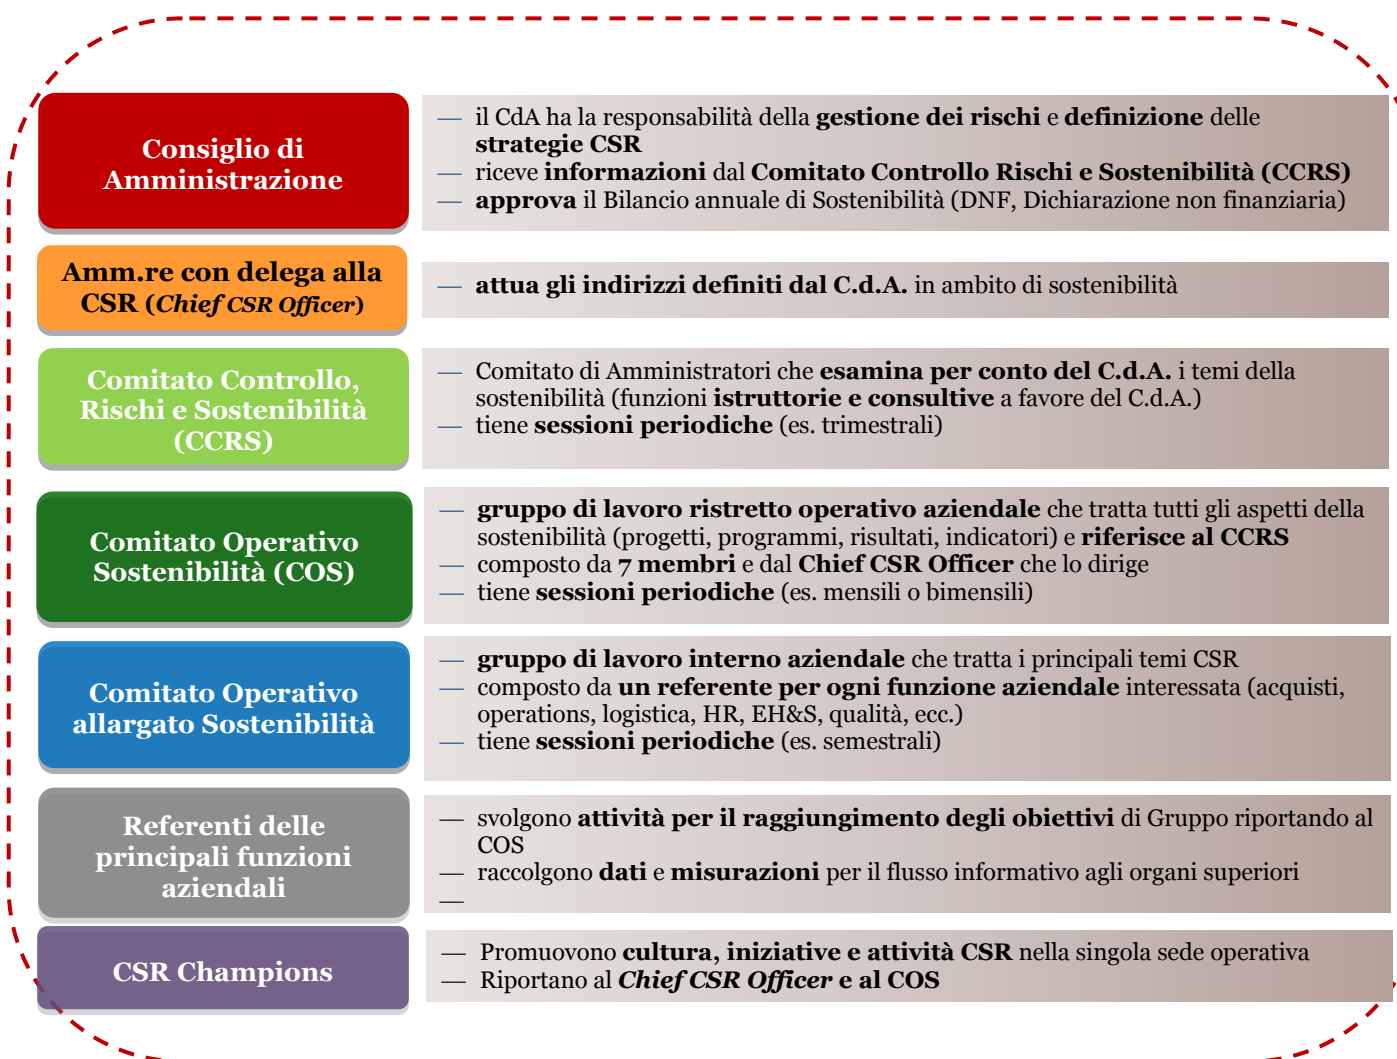 Consiglio di
Amministrazione
— il CdA ha la responsabilità della gestione dei rischi e definizione delle
strategie CSR
— riceve informazioni dal Comitato Controllo Rischi e Sostenibilità (CCRS)
— approva il Bilancio annuale di Sostenibilità (DNF, Dichiarazione non finanziaria)
Amm.re con delega alla
CSR (Chief CSR Officer)
— attua gli indirizzi definiti dal C.d.A. in ambito di sostenibilità
Comitato Controllo,
Rischi e Sostenibilità
(CCRS)
— Comitato di Amministratori che esamina per conto del C.d.A. i temi della
sostenibilità (funzioni istruttorie e consultive a favore del C.d.A.)
— tiene sessioni periodiche (es. trimestrali)
Comitato Operativo
Sostenibilità (COS)
— gruppo di lavoro ristretto operativo aziendale che tratta tutti gli aspetti della
sostenibilità (progetti, programmi, risultati, indicatori) e riferisce al CCRS
— composto da 7 membri e dal Chief CSR Officer che lo dirige
— tiene sessioni periodiche (es. mensili o bimensili)
Comitato Operativo
allargato Sostenibilità
— gruppo di lavoro interno aziendale che tratta i principali temi CSR
— composto da un referente per ogni funzione aziendale interessata (acquisti,
operations, logistica, HR, EH&S, qualità, ecc.)
— tiene sessioni periodiche (es. semestrali)
Referenti delle
principali funzioni
aziendali
— svolgono attività per il raggiungimento degli obiettivi di Gruppo riportando al
COS
— raccolgono dati e misurazioni per il flusso informativo agli organi superiori
—
CSR Champions
— Promuovono cultura, iniziative e attività CSR nella singola sede operativa
— Riportano al Chief CSR Officer e al COS